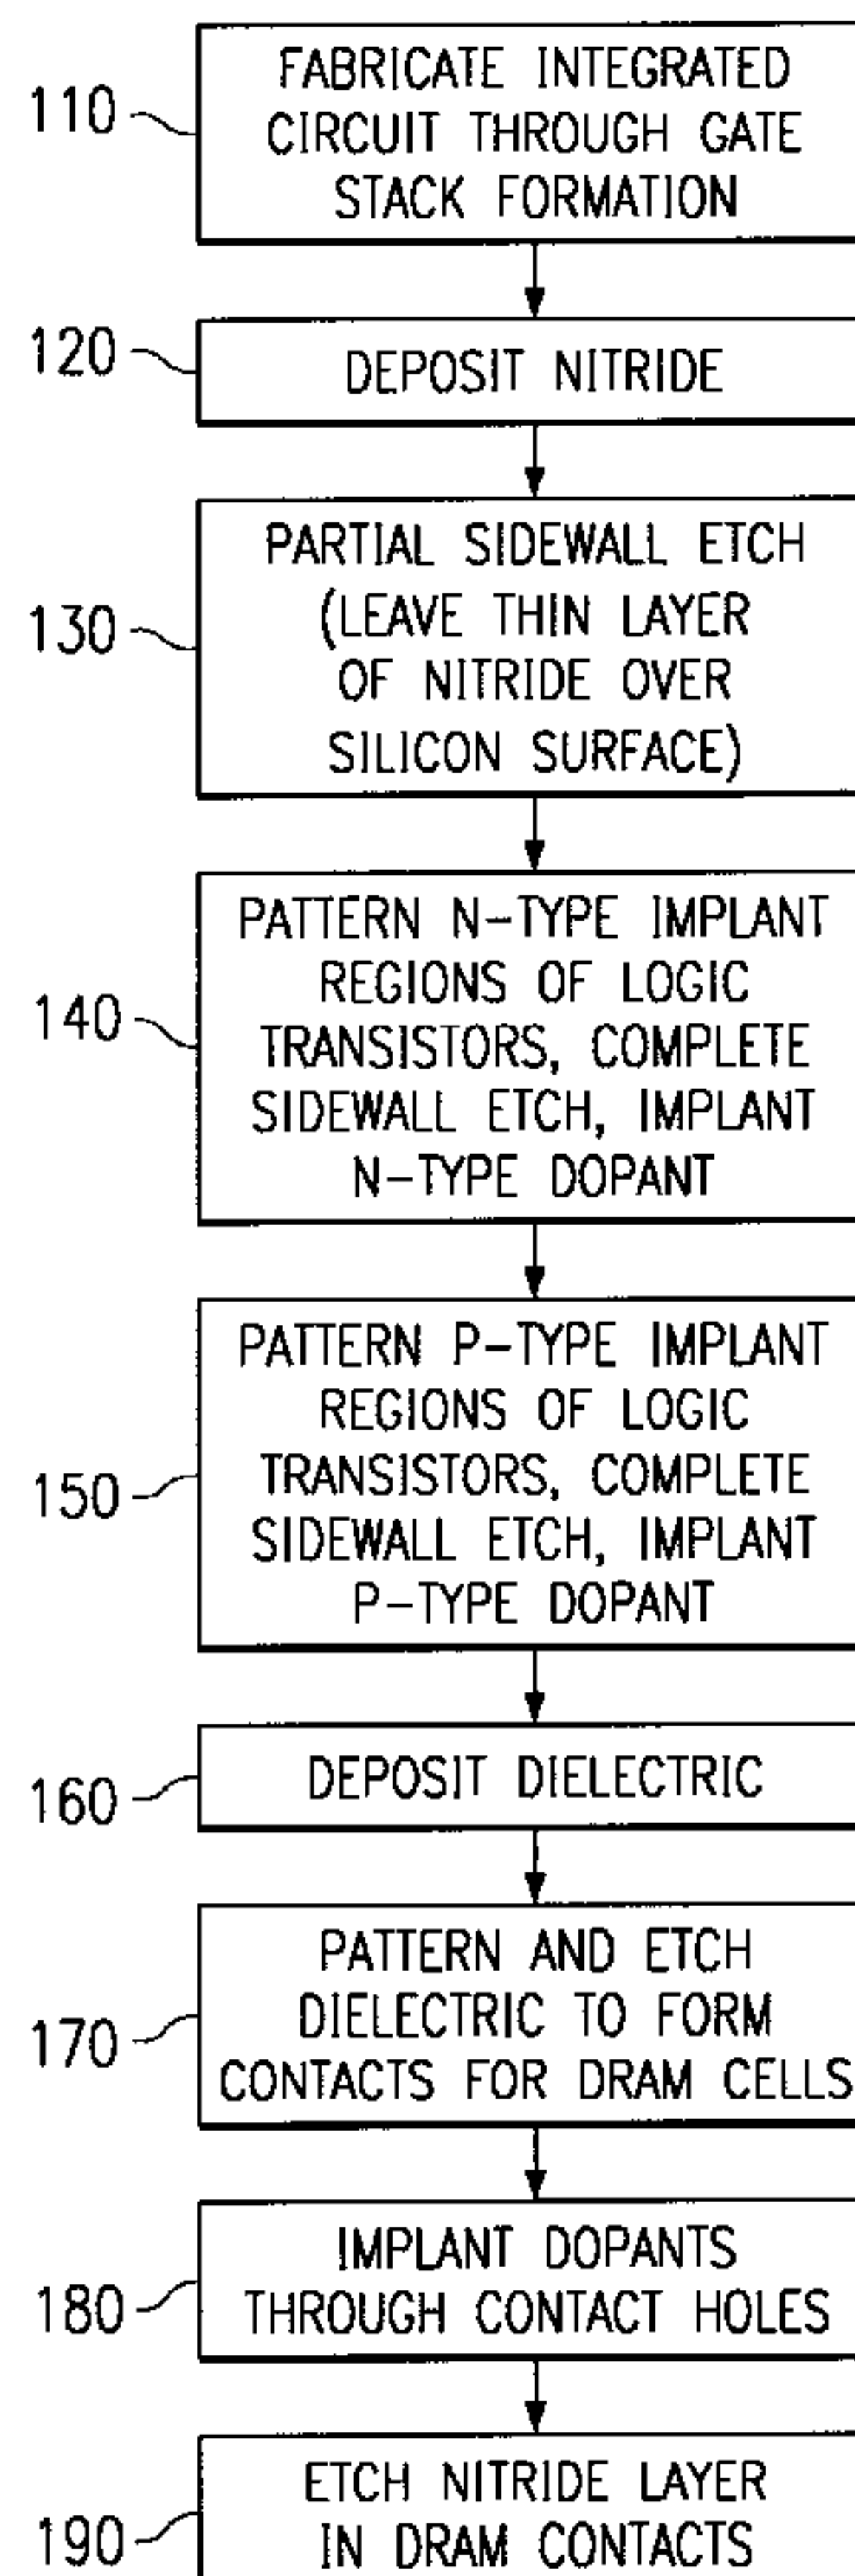 110
FABRICATE INTEGRATED
CIRCUIT THROUGH GATE
STACK FORMATION
120
DEPOSIT NITRIDE
130
PARTIAL SIDEWALL ETCH
(LEAVE THIN LAYER
OF NITRIDE OVER
SILICON SURFACE)
140
PATTERN N-TYPE IMPLANT
REGIONS OF LOGIC
TRANSISTORS, COMPLETE
SIDEWALL ETCH, IMPLANT
N-TYPE DOPANT
150
PATTERN P-TYPE IMPLANT
REGIONS OF LOGIC
TRANSISTORS, COMPLETE
SIDEWALL ETCH, IMPLANT
P-TYPE DOPANT
160
DEPOSIT DIELECTRIC
170
PATTERN AND ETCH
DIELECTRIC TO FORM
CONTACTS FOR DRAM CELLS
180
IMPLANT DOPANTS
THROUGH CONTACT HOLES
190
ETCH NITRIDE LAYER
IN DRAM CONTACTS